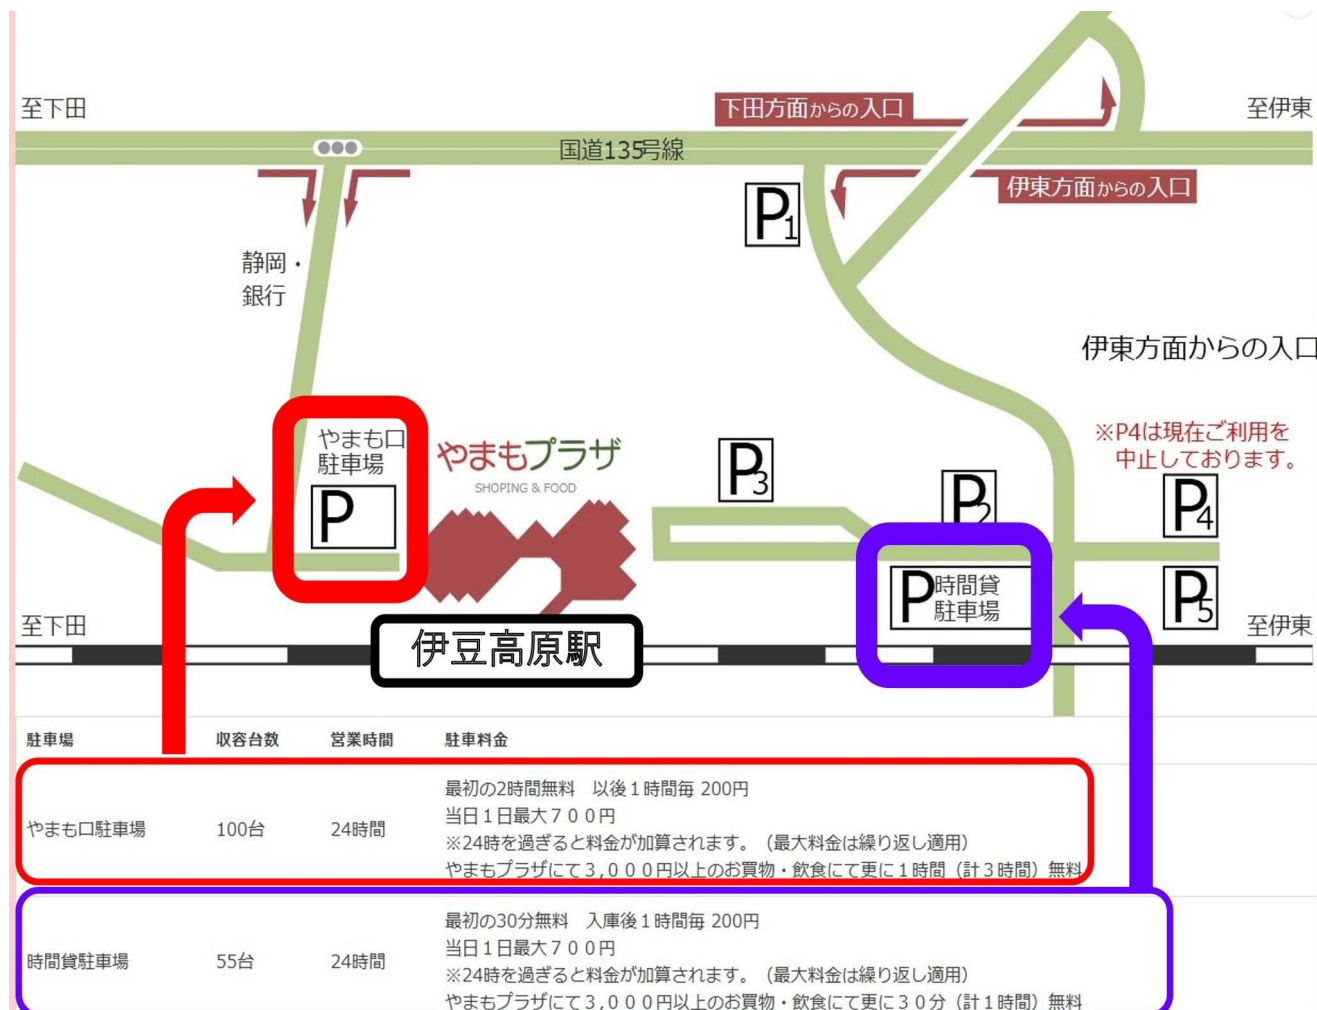 至下田
下田方面からの入口
至伊東
国道135号線
伊東方面からの入口
P1
静岡・
銀行
伊東方面からの入口
やまも口
駐車場
P
やまもプラザ
SHOPING & FOOD
※P4は現在ご利用を
中止しております。
P3
P2
P4
P時間貸
駐車場
P5
至下田
伊豆高原駅
至伊東
駐車場 収容台数 営業時間 駐車料金
やまも口駐車場 100台 24時間
最初の2時間無料 以後１時間毎 200円
当日１日最大７００円
※24時を過ぎると料金が加算されます。（最大料金は繰り返し適用）
やまもプラザにて３,０００円以上のお買物・飲食にて更に１時間（計３時間）無料
時間貸駐車場 55台 24時間
最初の30分無料 入庫後１時間毎 200円
当日１日最大７００円
※24時を過ぎると料金が加算されます。（最大料金は繰り返し適用）
やまもプラザにて３,０００円以上のお買物・飲食にて更に３０分（計１時間）無料